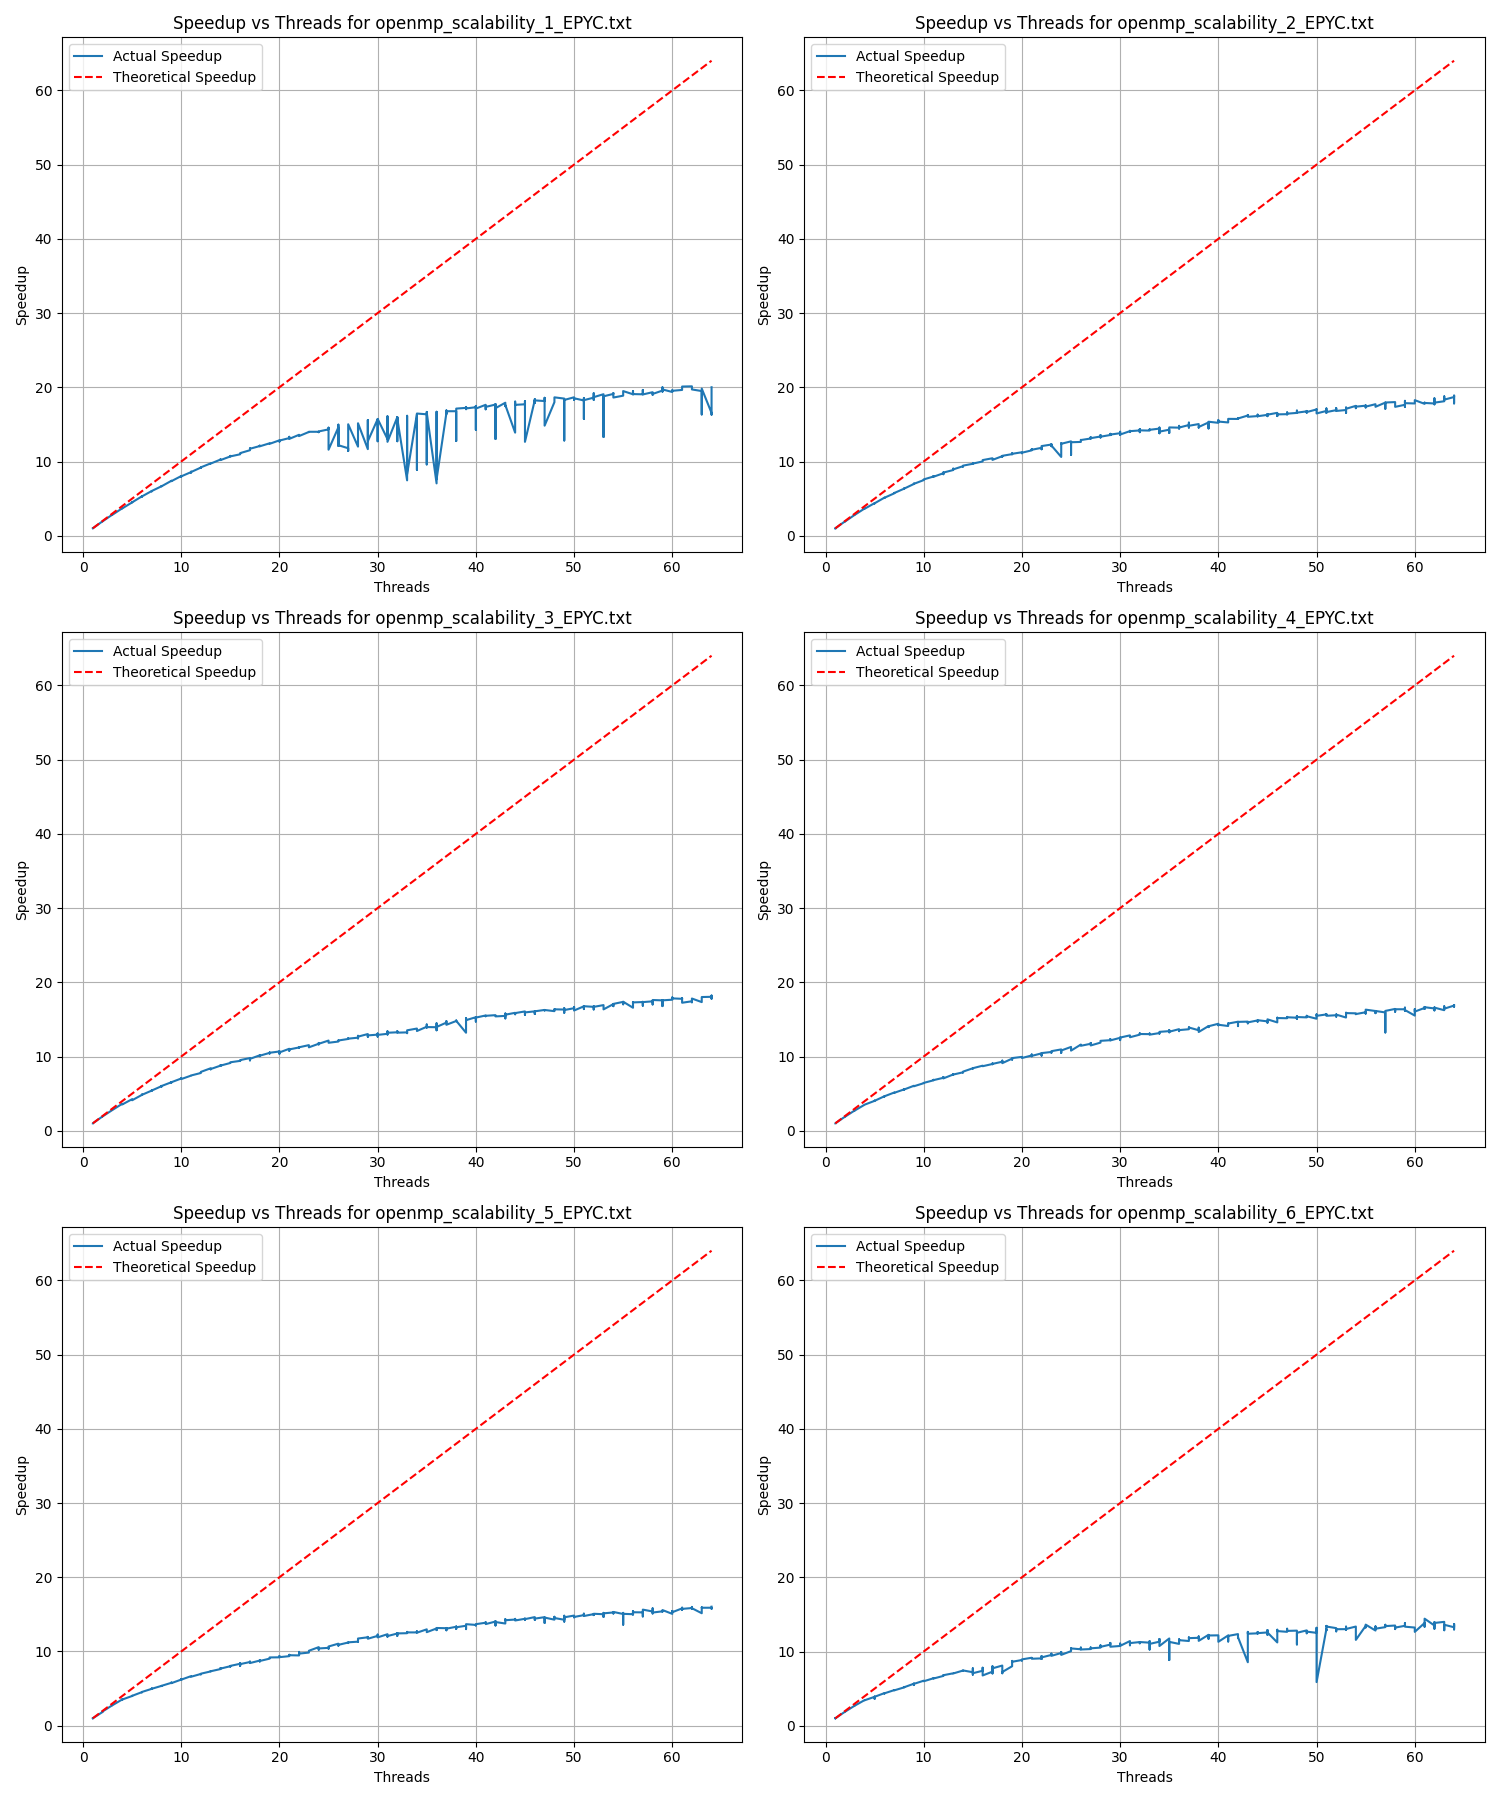 Speedup vs Threads for openmp_scalability_1_EPYC.txt
Actual Speedup
Theoretical Speedup
60
50
40
30
20
10
0
Speedup
0 10 20 30 40 50 60
Threads
Speedup vs Threads for openmp_scalability_2_EPYC.txt
Actual Speedup
Theoretical Speedup
60
50
40
30
20
10
0
Speedup
0 10 20 30 40 50 60
Threads
Speedup vs Threads for openmp_scalability_3_EPYC.txt
Actual Speedup
Theoretical Speedup
60
50
40
30
20
10
0
Speedup
0 10 20 30 40 50 60
Threads
Speedup vs Threads for openmp_scalability_4_EPYC.txt
Actual Speedup
Theoretical Speedup
60
50
40
30
20
10
0
Speedup
0 10 20 30 40 50 60
Threads
Speedup vs Threads for openmp_scalability_5_EPYC.txt
Actual Speedup
Theoretical Speedup
60
50
40
30
20
10
0
Speedup
0 10 20 30 40 50 60
Threads
Speedup vs Threads for openmp_scalability_6_EPYC.txt
Actual Speedup
Theoretical Speedup
60
50
40
30
20
10
0
Speedup
0 10 20 30 40 50 60
Threads